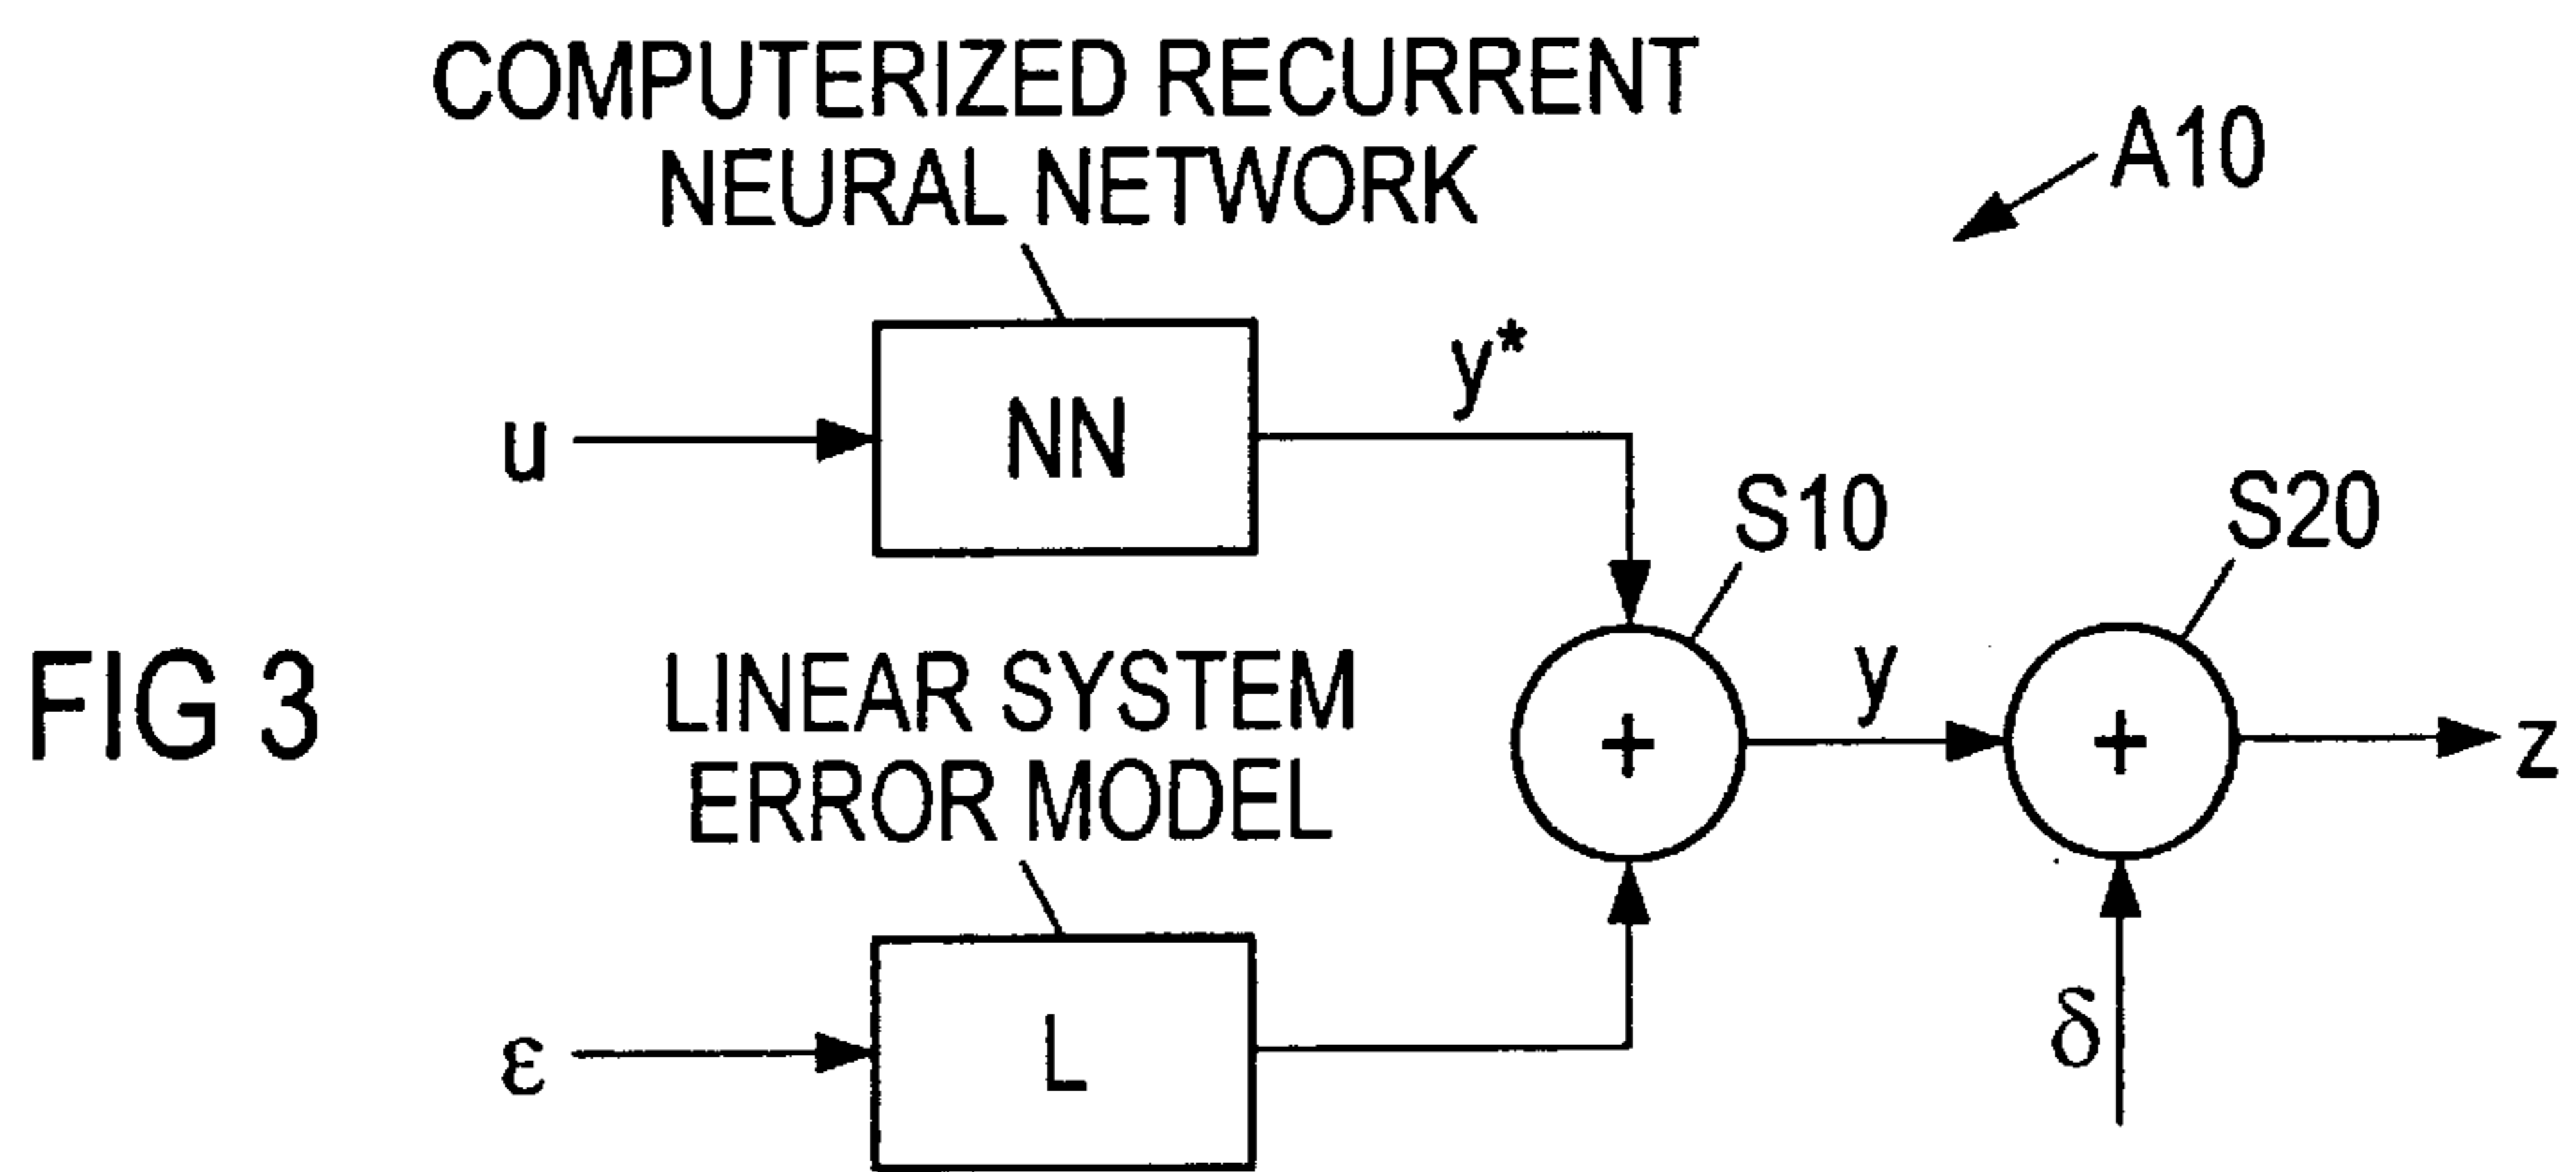 COMPUTERIZED RECURRENT
NEURAL NETWORK
A10
NN
u
y*
S10
S20
FIG 3
LINEAR SYSTEM
ERROR MODEL
+
y
+
z
ε
L
δ